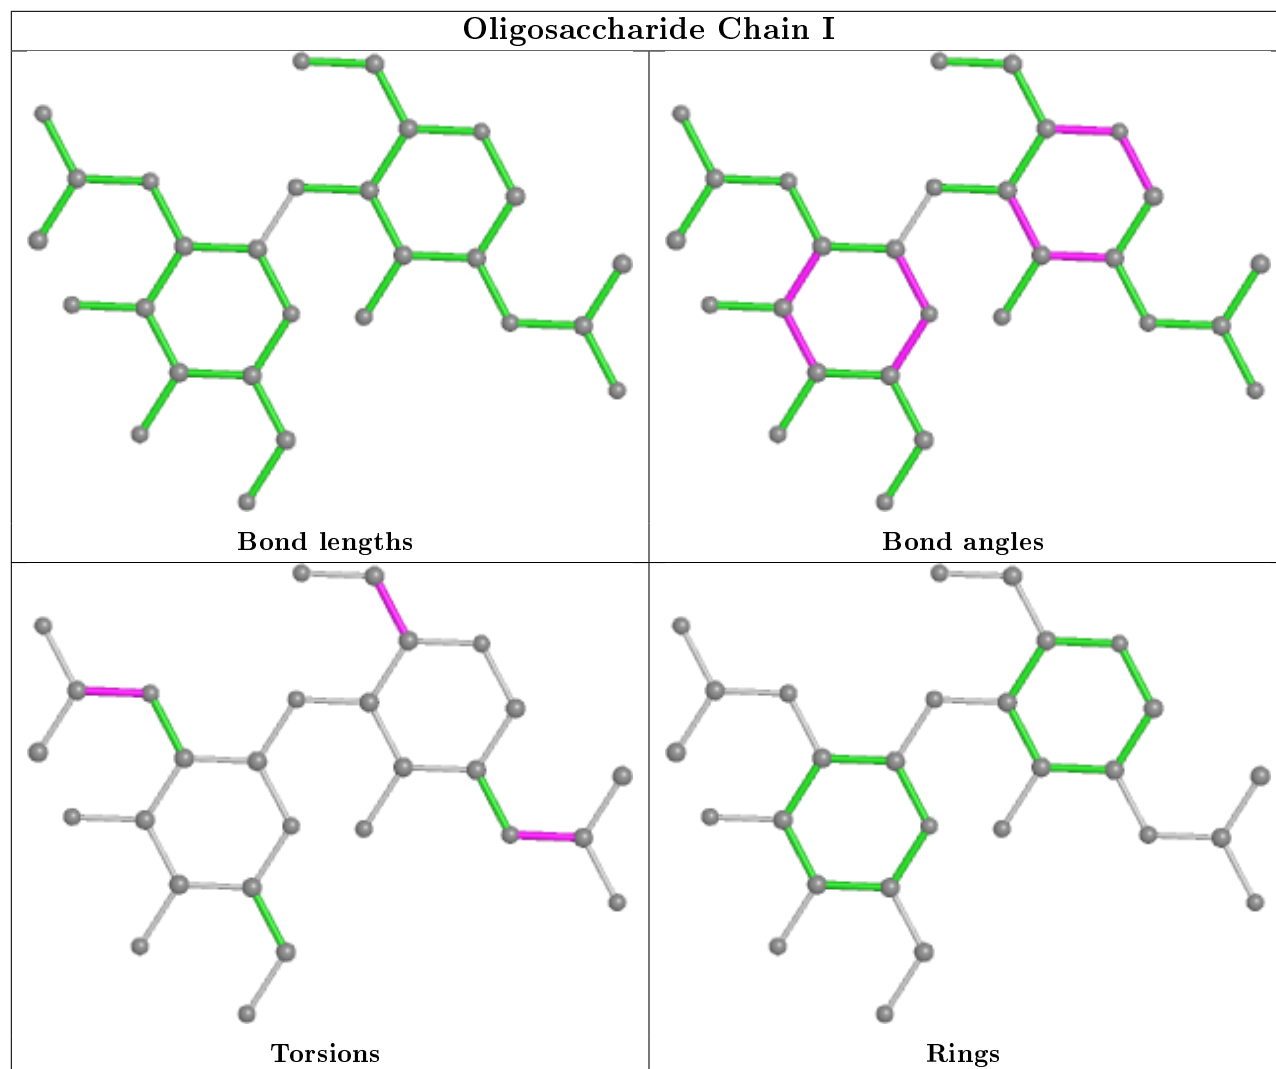 Oligosaccharide Chain I
Bond lengths
Bond angles
Torsions
Rings